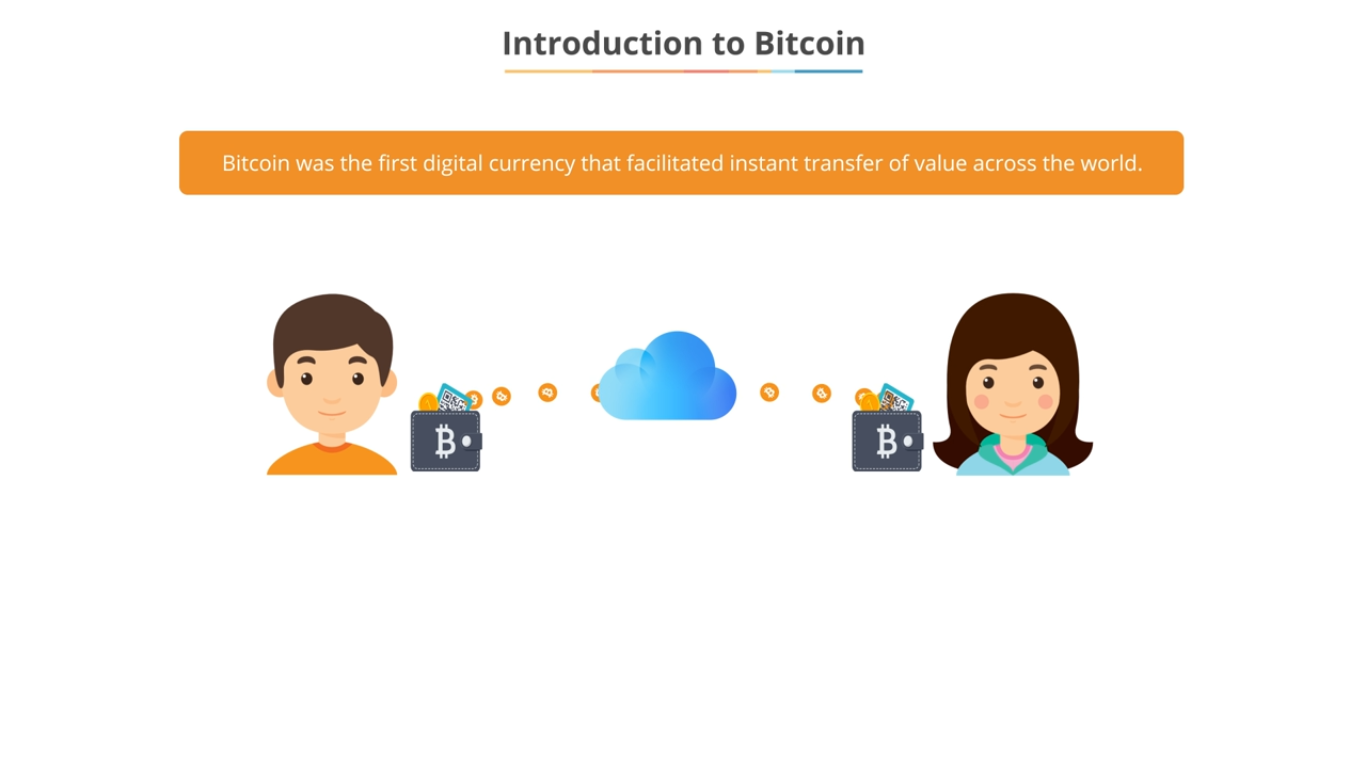 Introduction to Bitcoin
Bitcoin was the first digital currency that facilitated instant transfer of value across the world.